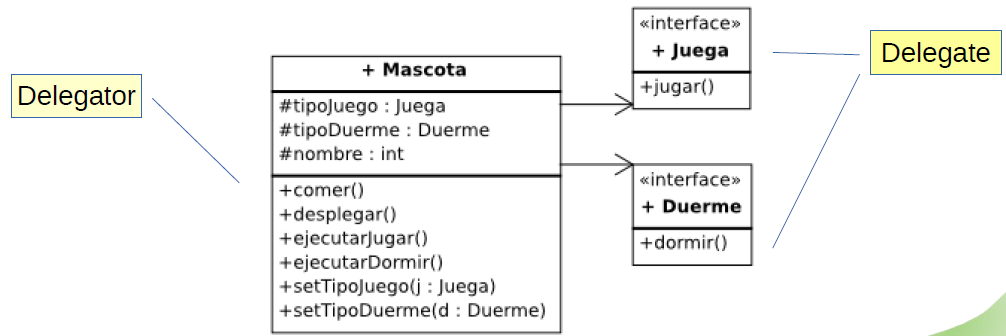 Delegator
+ Mascota
#tipoJuego : Juega
#tipoDuerme : Duerme
#nombre : int
+comer()
+desplegar()
+ejecutarJugar()
+ejecutarDormir()
+setTipoJuego(j : Juega)
+setTipoDuerme(d : Duerme)
«interface»
+ Juega
+jugar()
«interface»
+ Duerme
+dormir()
Delegate